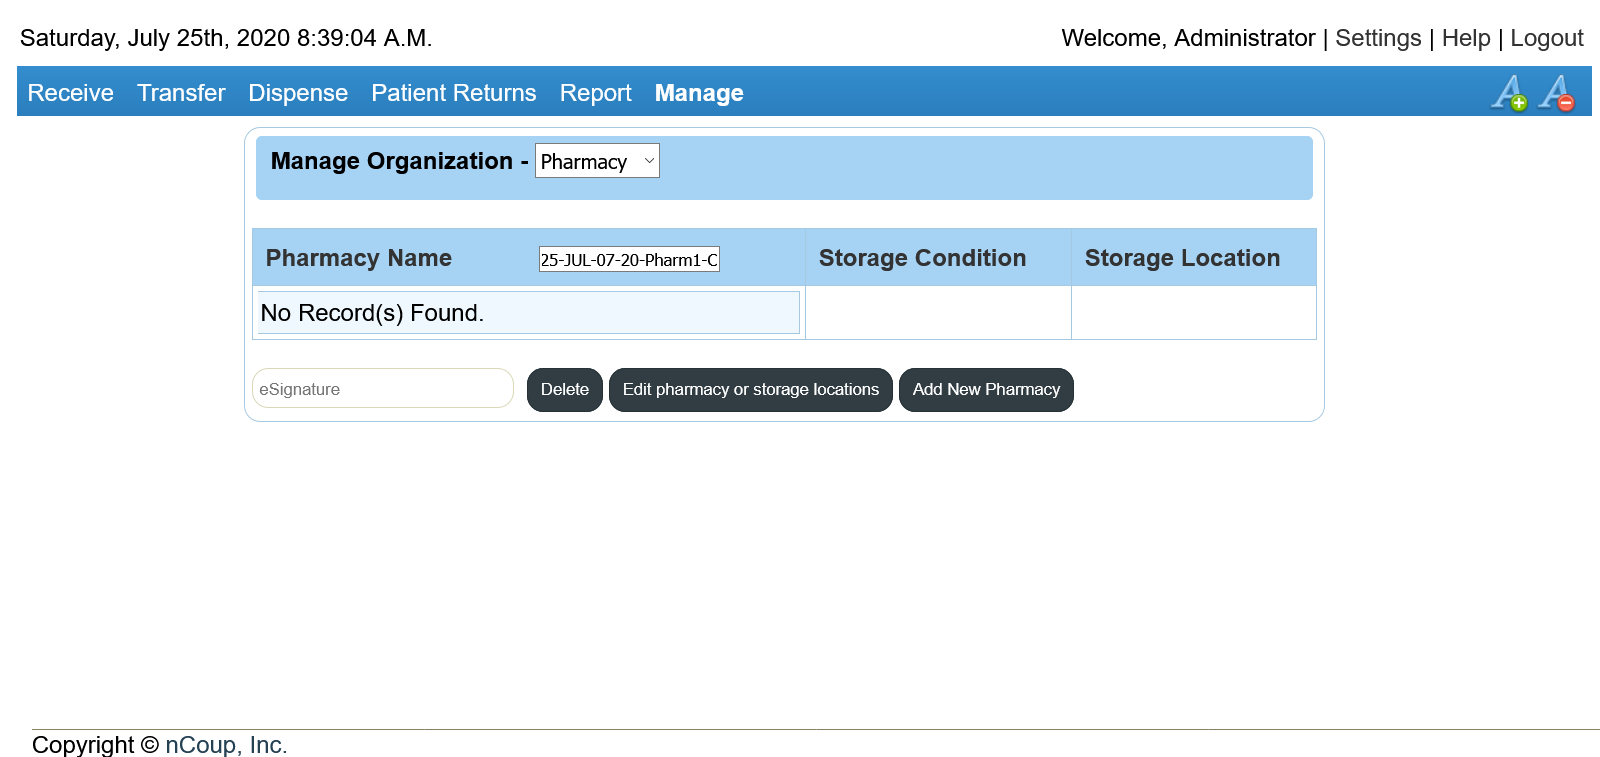 Saturday, July 25th, 2020 8:39:04 A.M.
Welcome, Administrator | Settings | Help | Logout
Receive Transfer Dispense Patient Returns Report Manage
Manage Organization - Pharmacy
Pharmacy Name 25-JUL-07-20-Pharm1-C Storage Condition Storage Location
No Record(s) Found.
eSignature Delete Edit pharmacy or storage locations Add New Pharmacy
Copyright © nCoup, Inc.